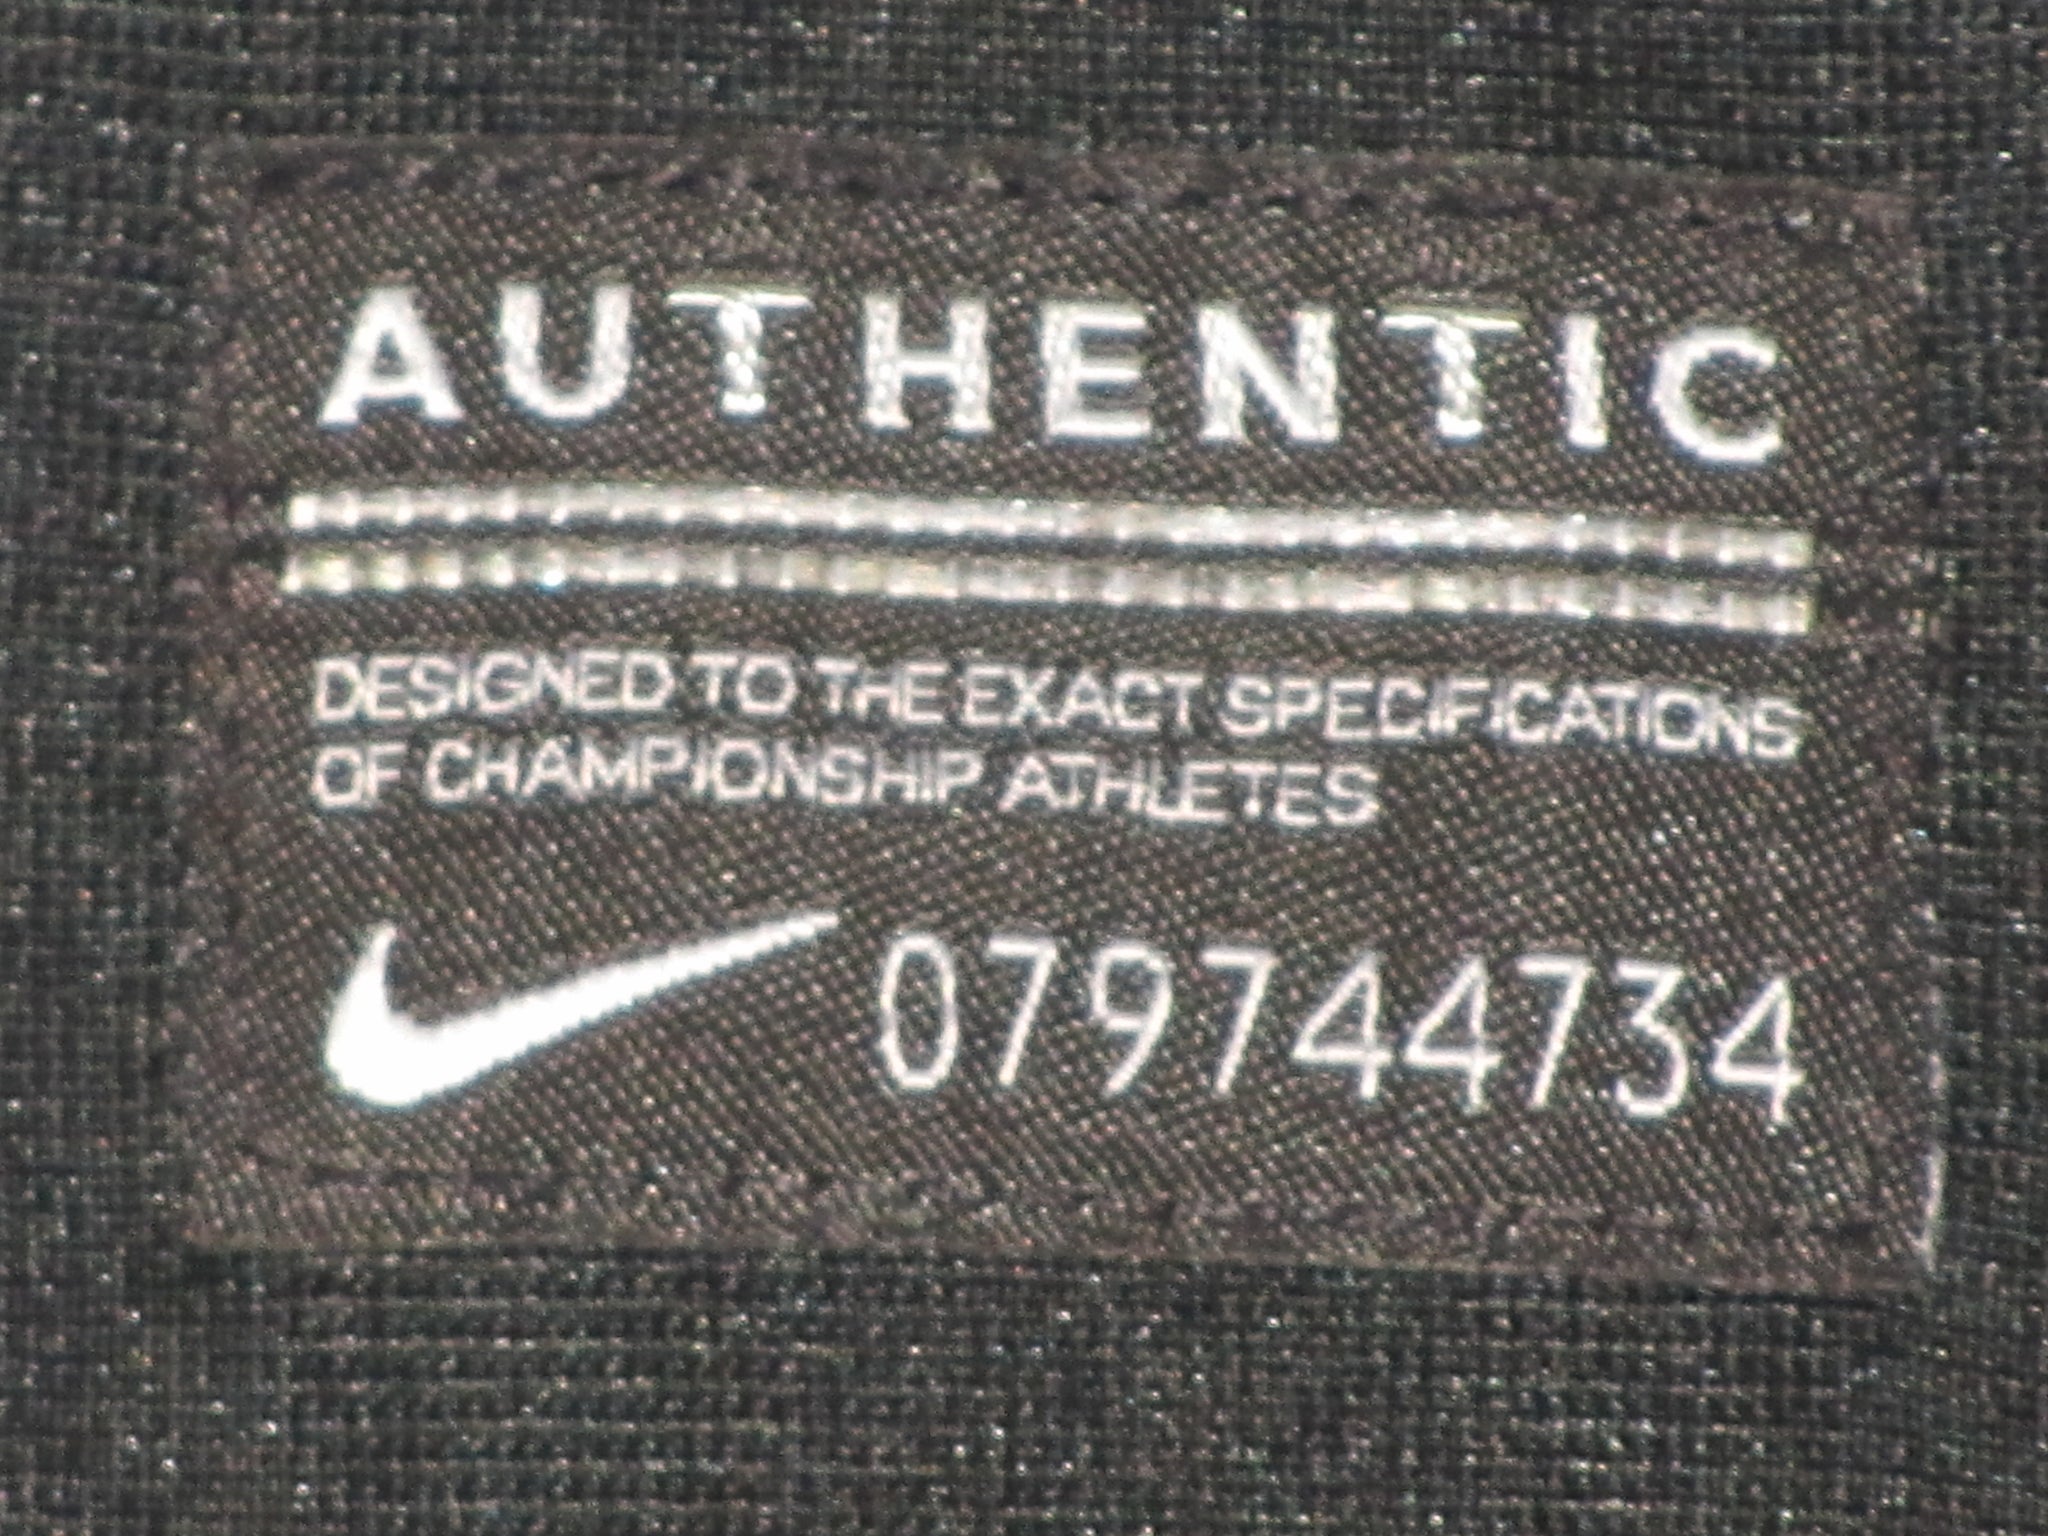 AUTHENTIC
DESIGNED TO THE EXACT SPECIFICATIONS
OF CHAMPIONSHIP ATHLETES
079744734